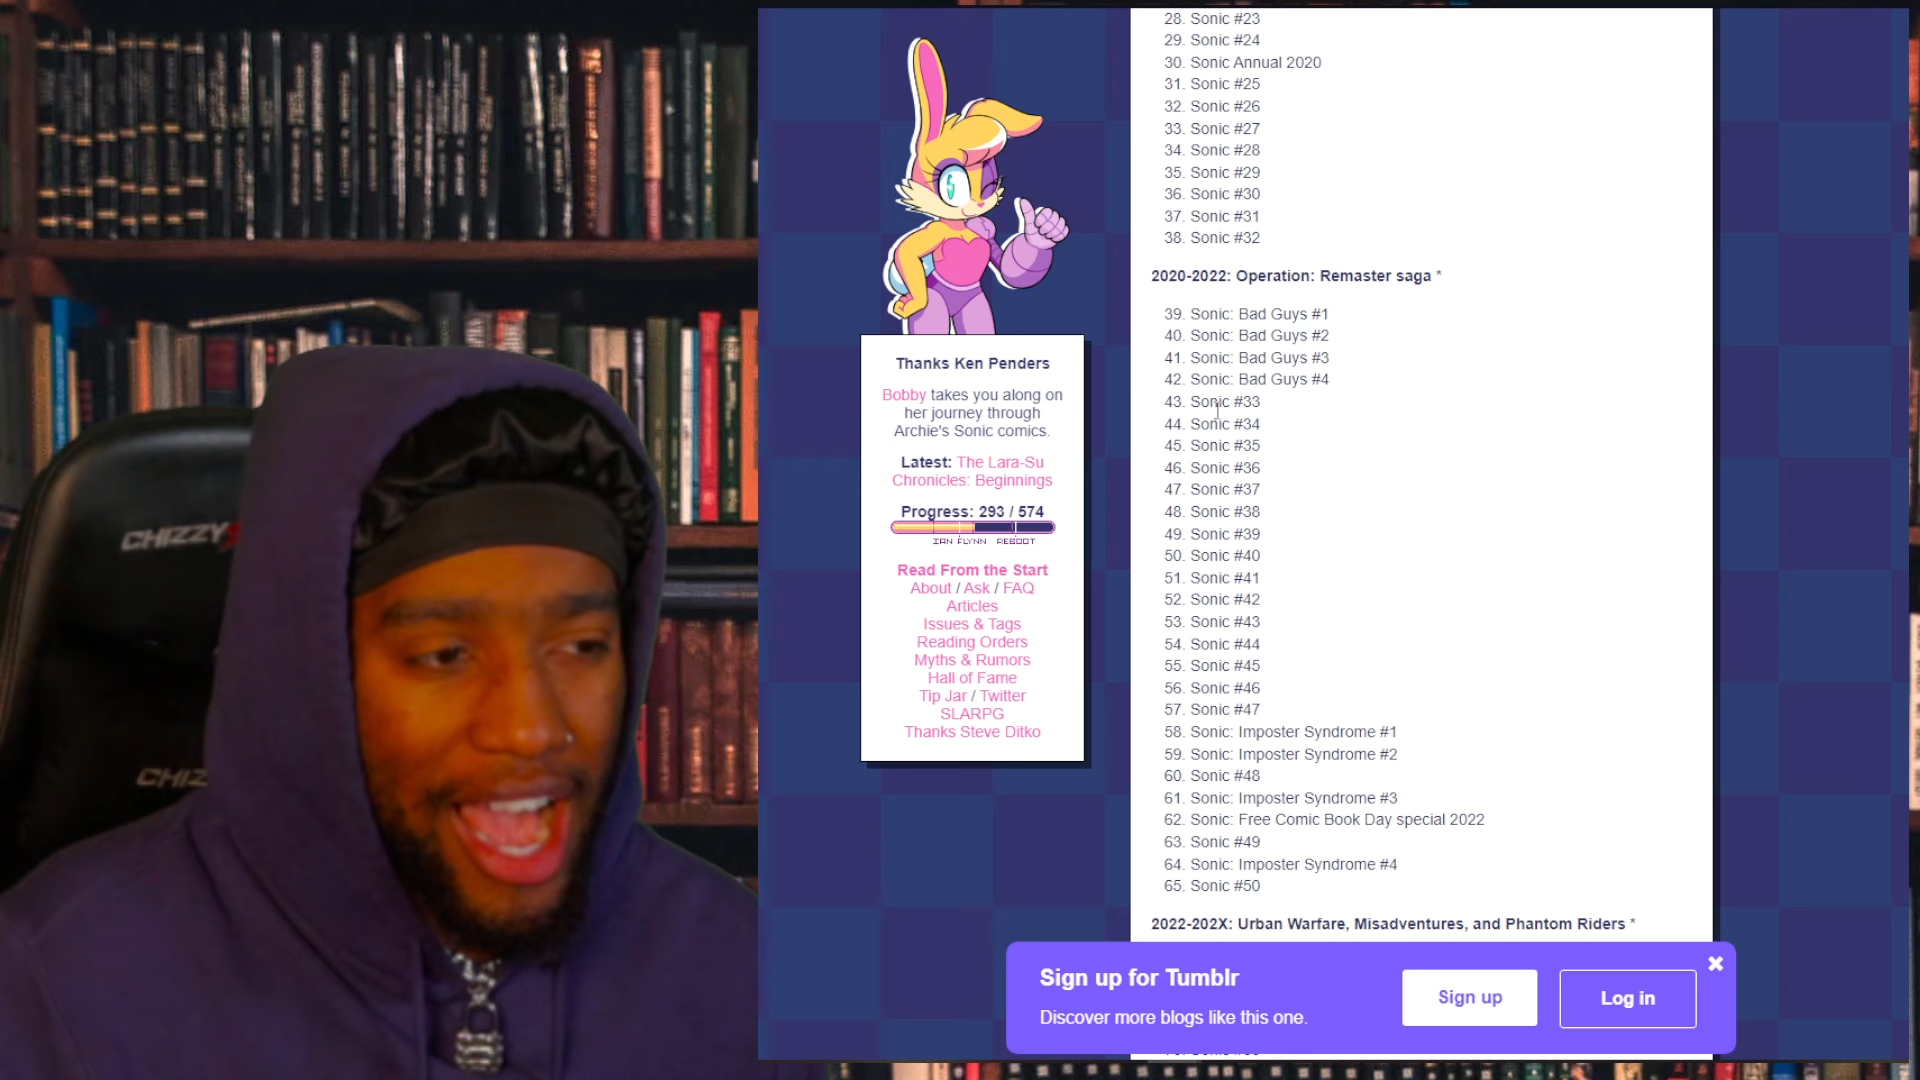 CHIZZY
CHIZ
Thanks Ken Penders
Bobby takes you along on
her journey through
Archie's Sonic comics.
Latest: The Lara-Su
Chronicles: Beginnings
Progress: 293 / 574
IAN FLYNN REBOOT
Read From the Start
About / Ask / FAQ
Articles
Issues & Tags
Reading Orders
Myths & Rumors
Hall of Fame
Tip Jar / Twitter
SLARPG
Thanks Steve Ditko
28. Sonic #23
29. Sonic #24
30. Sonic Annual 2020
31. Sonic #25
32. Sonic #26
33. Sonic #27
34. Sonic #28
35. Sonic #29
36. Sonic #30
37. Sonic #31
38. Sonic #32
2020-2022: Operation: Remaster saga *
39. Sonic: Bad Guys #1
40. Sonic: Bad Guys #2
41. Sonic: Bad Guys #3
42. Sonic: Bad Guys #4
43. Sonic #33
44. Sonic #34
45. Sonic #35
46. Sonic #36
47. Sonic #37
48. Sonic #38
49. Sonic #39
50. Sonic #40
51. Sonic #41
52. Sonic #42
53. Sonic #43
54. Sonic #44
55. Sonic #45
56. Sonic #46
57. Sonic #47
58. Sonic: Imposter Syndrome #1
59. Sonic: Imposter Syndrome #2
60. Sonic #48
61. Sonic: Imposter Syndrome #3
62. Sonic: Free Comic Book Day special 2022
63. Sonic #49
64. Sonic: Imposter Syndrome #4
65. Sonic #50
2022-202X: Urban Warfare, Misadventures, and Phantom Riders *
Sign up for Tumblr
Discover more blogs like this one.
Sign up
Log in